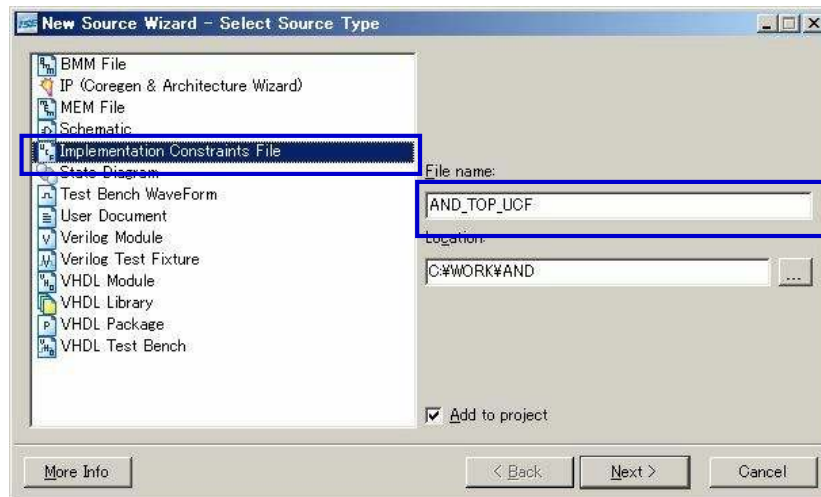 New Source Wizard - Select Source Type
BMM File
IP (Coregen & Architecture Wizard)
MEM File
Schematic
Implementation Constraints File
State Diagram
Test Bench WaveForm
User Document
Verilog Module
Verilog Test Fixture
VHDL Module
VHDL Library
VHDL Package
VHDL Test Bench
File name:
AND_TOP_UCF
Location:
C:¥WORK¥AND
...
Add to project
More Info
< Back
Next >
Cancel